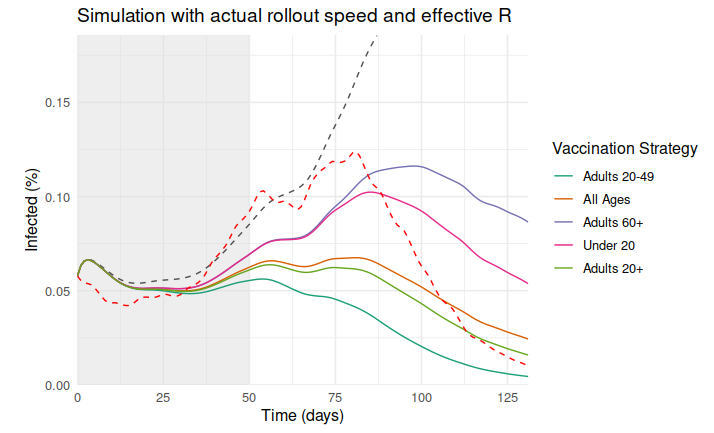 Simulation with actual rollout speed and effective R
Infected (%)
0.15
0.10
0.05
0.00
0 25 50 75 100 125
Time (days)
Vaccination Strategy
Adults 20-49
All Ages
Adults 60+
Under 20
Adults 20+